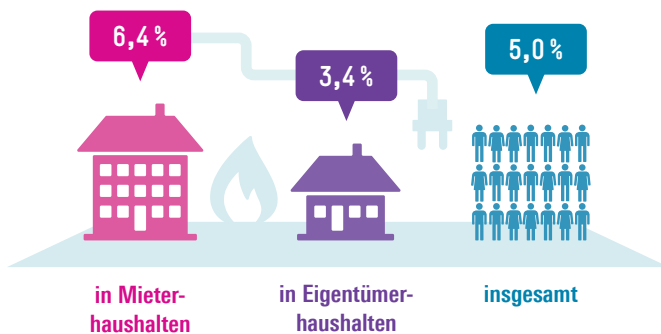 6,4 %
3,4 %
5,0 %
in Mieter-
haushalten
in Eigentümer-
haushalten
insgesamt